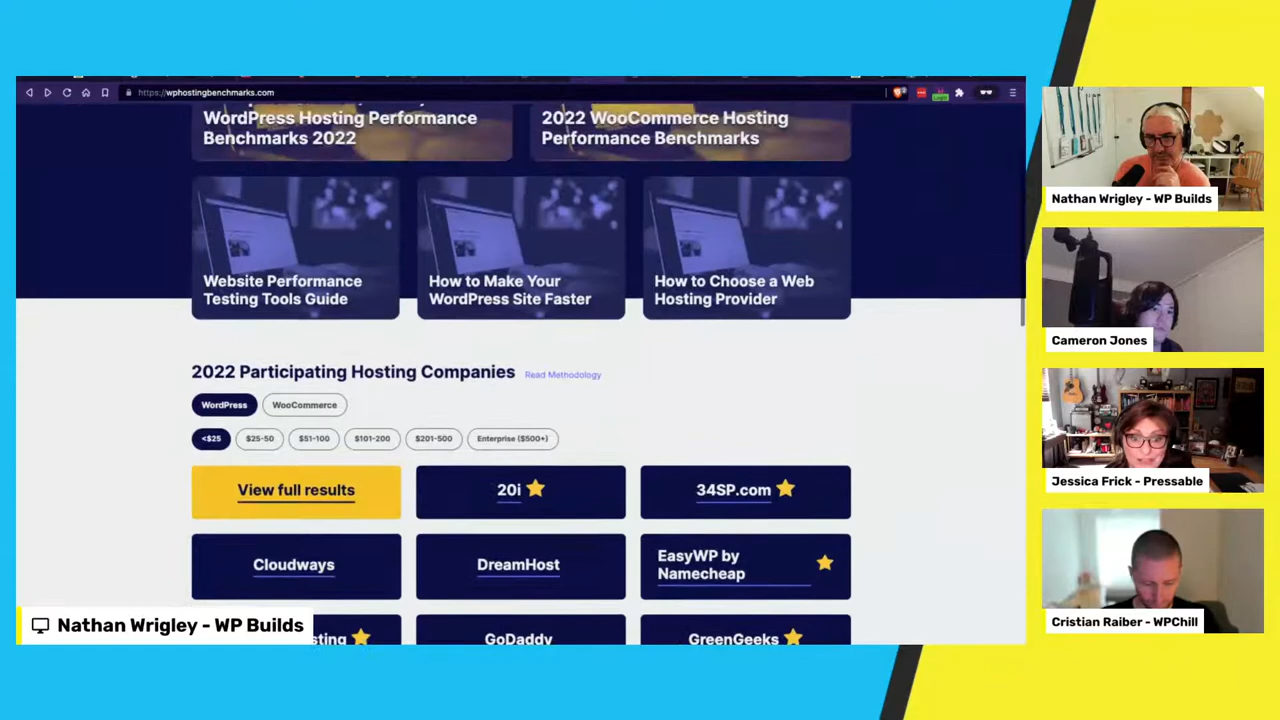 https://wphostingbenchmarks.com
WordPress Hosting Performance
Benchmarks 2022
2022 WooCommerce Hosting
Performance Benchmarks
Website Performance
Testing Tools Guide
How to Make Your
WordPress Site Faster
How to Choose a Web
Hosting Provider
2022 Participating Hosting Companies
Read Methodology
WordPress
WooCommerce
<$25
$25-50
$51-100
$101-200
$201-500
Enterprise ($500+)
View full results
20i
34SP.com
Cloudways
DreamHost
EasyWP by
Namecheap
GoDaddy
GreenGeeks
Nathan Wrigley - WP Builds
Nathan Wrigley - WP Builds
Cameron Jones
Jessica Frick - Pressable
Cristian Raiber - WPChill